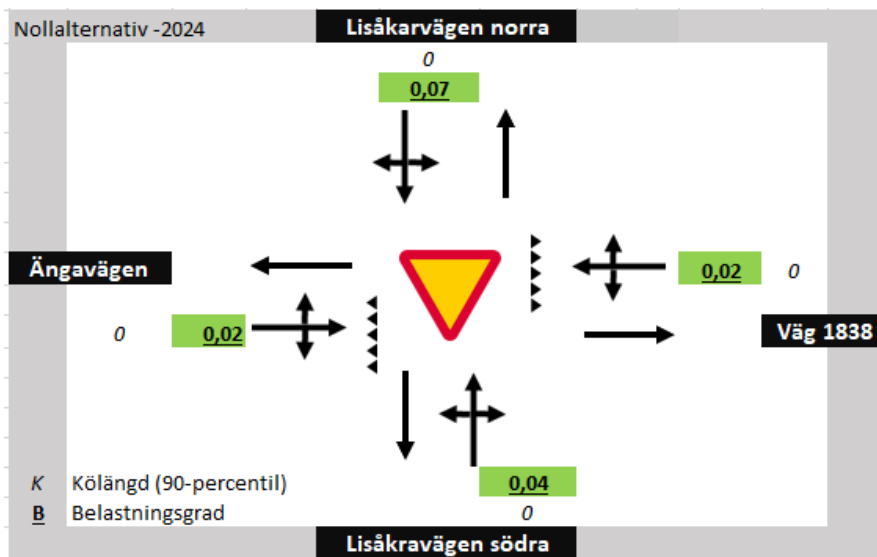 Nollalternativ -2024
Lisåkarvägen norra
0
0,07
Ängavägen
0,02
0
0
0,02
Väg 1838
K Kölängd (90-percentil)
0,04
B Belastningsgrad
0
Lisåkravägen södra